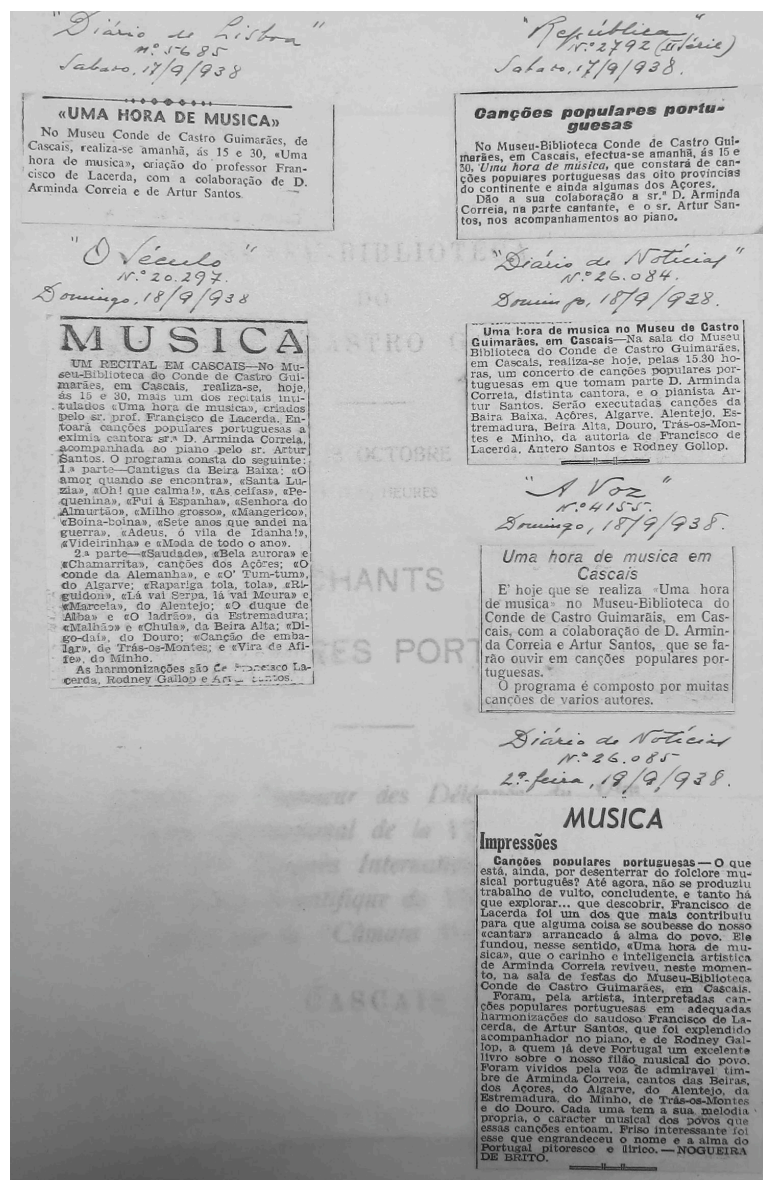 "Diário de Lisboa"
Nº 5685
Sabado, 17/9/938
«UMA HORA DE MUSICA»
No Museu Conde de Castro Guimarães, de
Cascais, realiza-se amanhã, ás 15 e 30, «Uma
hora de musica», criação do professor Fran-
cisco de Lacerda, com a colaboração de D.
Arminda Correia e de Artur Santos.
"República"
Nº 2792 (II Série)
Sabado, 17/9/938.
Canções populares portu-
guesas
No Museu-Biblioteca Conde de Castro Gui-
marães, em Cascais, efectua-se amanhã, ás 15 e
30, Uma hora de música, que constará de can-
ções populares portuguesas das oito provincias
do continente e ainda algumas dos Açores.
Dão a sua colaboração a sr.ª D. Arminda
Correia, na parte cantante, e o sr. Artur San-
tos, nos acompanhamentos ao piano.
"O Século"
Nº 20.297.
Domingo, 18/9/938
MUSICA
UM RECITAL EM CASCAIS—No Mu-
seu-Biblioteca do Conde de Castro Gui-
marães, em Cascais, realiza-se, hoje,
ás 15 e 30, mais um dos recitais inti-
tulados «Uma hora de musica», criados
pelo sr. prof. Francisco de Lacerda. En-
toará canções populares portuguesas a
eximia cantora sr.ª D. Arminda Correia,
acompanhada ao piano pelo sr. Artur
Santos. O programa consta do seguinte:
1.ª parte—Cantigas da Beira Baixa: «O
amor quando se encontra», «Santa Lu-
zia», «Oh! que calma!», «As ceifas», «Pe-
quenina», «Fui á Espanha», «Senhora do
Almurtão», «Milho grosso», «Mangerico»,
«Boina-boina», «Sete anos que andei na
guerra», «Adeus, ó vila de Idanha!»,
«Videirinha» e «Moda de todo o ano».
2.ª parte—«Saudade», «Bela aurora» e
«Chamarrita», canções dos Açôres; «O
conde da Alemanha», e «O' Tum-tum»,
do Algarve; «Rapariga tola, tola», «Ri-
guidon», «Lá vai Serpa, lá vai Moura» e
«Marcela», do Alentejo; «O duque de
Alba» e «O ladrão», da Estremadura;
«Malhão» e «Chula», da Beira Alta; «Di-
go-dai», do Douro; «Canção de emba-
lar», de Trás-os-Montes; e «Vira de Afi-
fe», do Minho.
As harmonizações são de Francisco La-
cerda, Rodney Gallop e Artur Santos.
"Diário de Notícias"
Nº 26.084.
Domingo, 18/9/938.
Uma hora de musica no Museu de Castro
Guimarães, em Cascais—Na sala do Museu
Biblioteca do Conde de Castro Guimarães,
em Cascais, realiza-se hoje, pelas 15.30 ho-
ras, um concerto de canções populares por-
tuguesas em que tomam parte D. Arminda
Correia, distinta cantora, e o pianista Ar-
tur Santos. Serão executadas canções da
Baira Baixa, Açôres, Algarve, Alentejo, Es-
tremadura, Beira Alta, Douro, Trás-os-Mon-
tes e Minho, da autoria de Francisco de
Lacerda, Antero Santos e Rodney Gollop.
"A Voz"
Nº 4155.
Domingo, 18/9/938.
Uma hora de musica em
Cascais
E' hoje que se realiza «Uma hora
de musica» no Museu-Biblioteca do
Conde de Castro Guimarãis, em Cas-
cais, com a colaboração de D. Armin-
da Correia e Artur Santos, que se fa-
rão ouvir em canções populares por-
tuguesas.
O programa é composto por muitas
canções de varios autores.
Diário de Notícias
Nº 26.085
2ª-feira, 19/9/938.
MUSICA
Impressões
Canções populares portuguesas—O que
está, ainda, por desenterrar do folclore mu-
sical português? Até agora, não se produziu
trabalho de vulto, concludente, e tanto há
que explorar... que descobrir. Francisco de
Lacerda foi um dos que mais contribuiu
para que alguma coisa se soubesse do nosso
«cantar» arrancado á alma do povo. Ele
fundou, nesse sentido, «Uma hora de mu-
sica», que o carinho e inteligencia artistica
de Arminda Correia reviveu, neste momen-
to, na sala de festas do Museu-Biblioteca
Conde de Castro Guimarães, em Cascais.
Foram, pela artista, interpretadas can-
ções populares portuguesas em adequadas
harmonizações do saudoso Francisco de La-
cerda, de Artur Santos, que foi explendido
acompanhador no piano, e de Rodney Gal-
lop, a quem já deve Portugal um excelente
livro sobre o nosso filão musical do povo.
Foram vividos pela voz de admiravel tim-
bre de Arminda Correia, cantos das Beiras,
dos Açores, do Algarve, do Alentejo, da
Estremadura, do Minho, de Trás-os-Montes
e do Douro. Cada uma tem a sua melodia
propria, o caracter musical dos povos que
essas canções entoam. Friso interessante foi
esse que engrandeceu o nome e a alma do
Portugal pitoresco e lirico.—NOGUEIRA
DE BRITO.